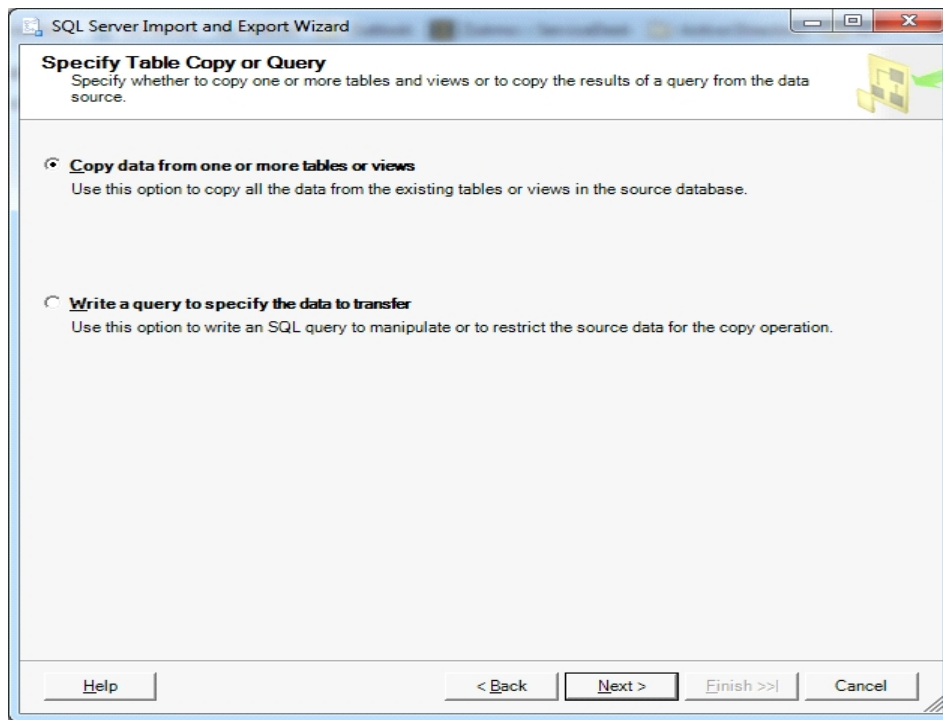 SQL Server Import and Export Wizard
Specify Table Copy or Query
Specify whether to copy one or more tables and views or to copy the results of a query from the data
source.
Copy data from one or more tables or views
Use this option to copy all the data from the existing tables or views in the source database.
Write a query to specify the data to transfer
Use this option to write an SQL query to manipulate or to restrict the source data for the copy operation.
Help
< Back
Next >
Finish >>|
Cancel